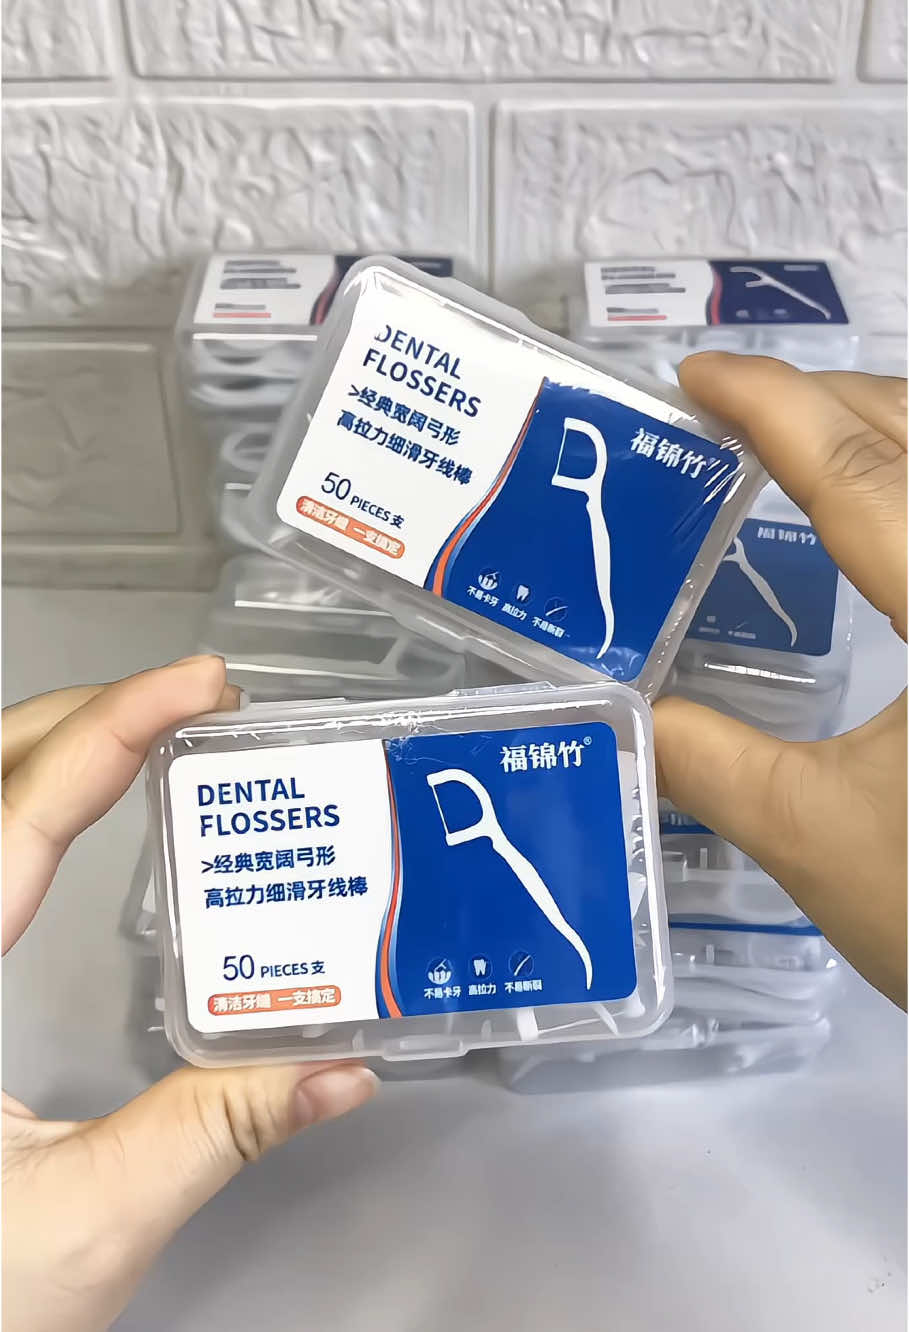 DENTAL
FLOSSERS
>经典宽阔弓形
高拉力细滑牙线棒
50 PIECES 支
清洁牙缝 一支搞定
福锦竹
不易卡牙 高拉力 不易断裂
福锦竹
DENTAL
FLOSSERS
>经典宽阔弓形
高拉力细滑牙线棒
50 PIECES 支
清洁牙缝 一支搞定
福锦竹®
不易卡牙 高拉力 不易断裂